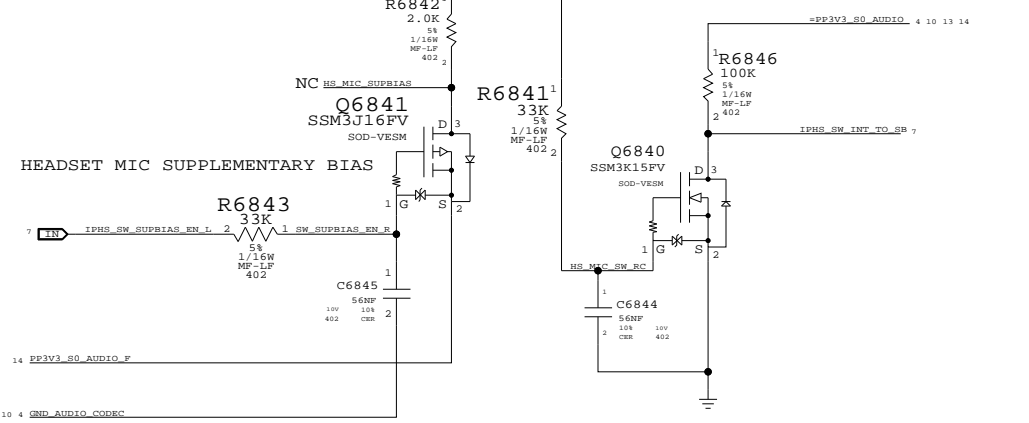 R6842
2.0K
5%
1/16W
MF-LF
402
2
NC HS_MIC_SUPBIAS
Q6841
SSM3J16FV
SOD-VESM
D 3
1 G S 2
HEADSET MIC SUPPLEMENTARY BIAS
R6843
33K
7 IN IPHS_SW_SUPBIAS_EN_L 2 1 SW_SUPBIAS_EN_R
5%
1/16W
MF-LF
402
1
C6845
56NF
10V 10%
402 CER
2
14 PP3V3_S0_AUDIO_F
10 4 GND_AUDIO_CODEC
R6841 1
33K
5%
1/16W
MF-LF
402 2
=PP3V3_S0_AUDIO 4 10 13 14
1 R6846
100K
5%
1/16W
MF-LF
402
2
IPHS_SW_INT_TO_SB 7
Q6840
SSM3K15FV
SOD-VESM
D 3
1 G S 2
HS_MIC_SW_RC
1
C6844
56NF
10% 10V
CER 402
2